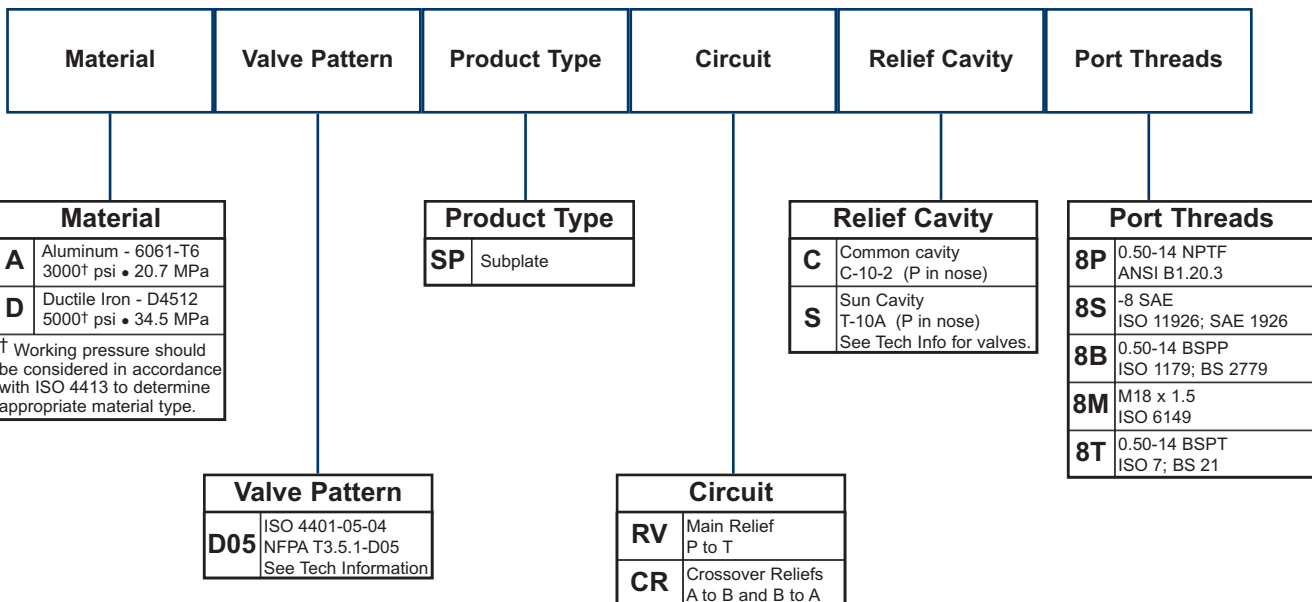 Material
Valve Pattern
Product Type
Circuit
Relief Cavity
Port Threads
Material
A
Aluminum - 6061-T6
3000† psi • 20.7 MPa
D
Ductile Iron - D4512
5000† psi • 34.5 MPa
† Working pressure should
be considered in accordance
with ISO 4413 to determine
appropriate material type.
Valve Pattern
D05
ISO 4401-05-04
NFPA T3.5.1-D05
See Tech Information
Product Type
SP
Subplate
Circuit
RV
Main Relief
P to T
CR
Crossover Reliefs
A to B and B to A
Relief Cavity
C
Common cavity
C-10-2 (P in nose)
S
Sun Cavity
T-10A (P in nose)
See Tech Info for valves.
Port Threads
8P
0.50-14 NPTF
ANSI B1.20.3
8S
-8 SAE
ISO 11926; SAE 1926
8B
0.50-14 BSPP
ISO 1179; BS 2779
8M
M18 x 1.5
ISO 6149
8T
0.50-14 BSPT
ISO 7; BS 21